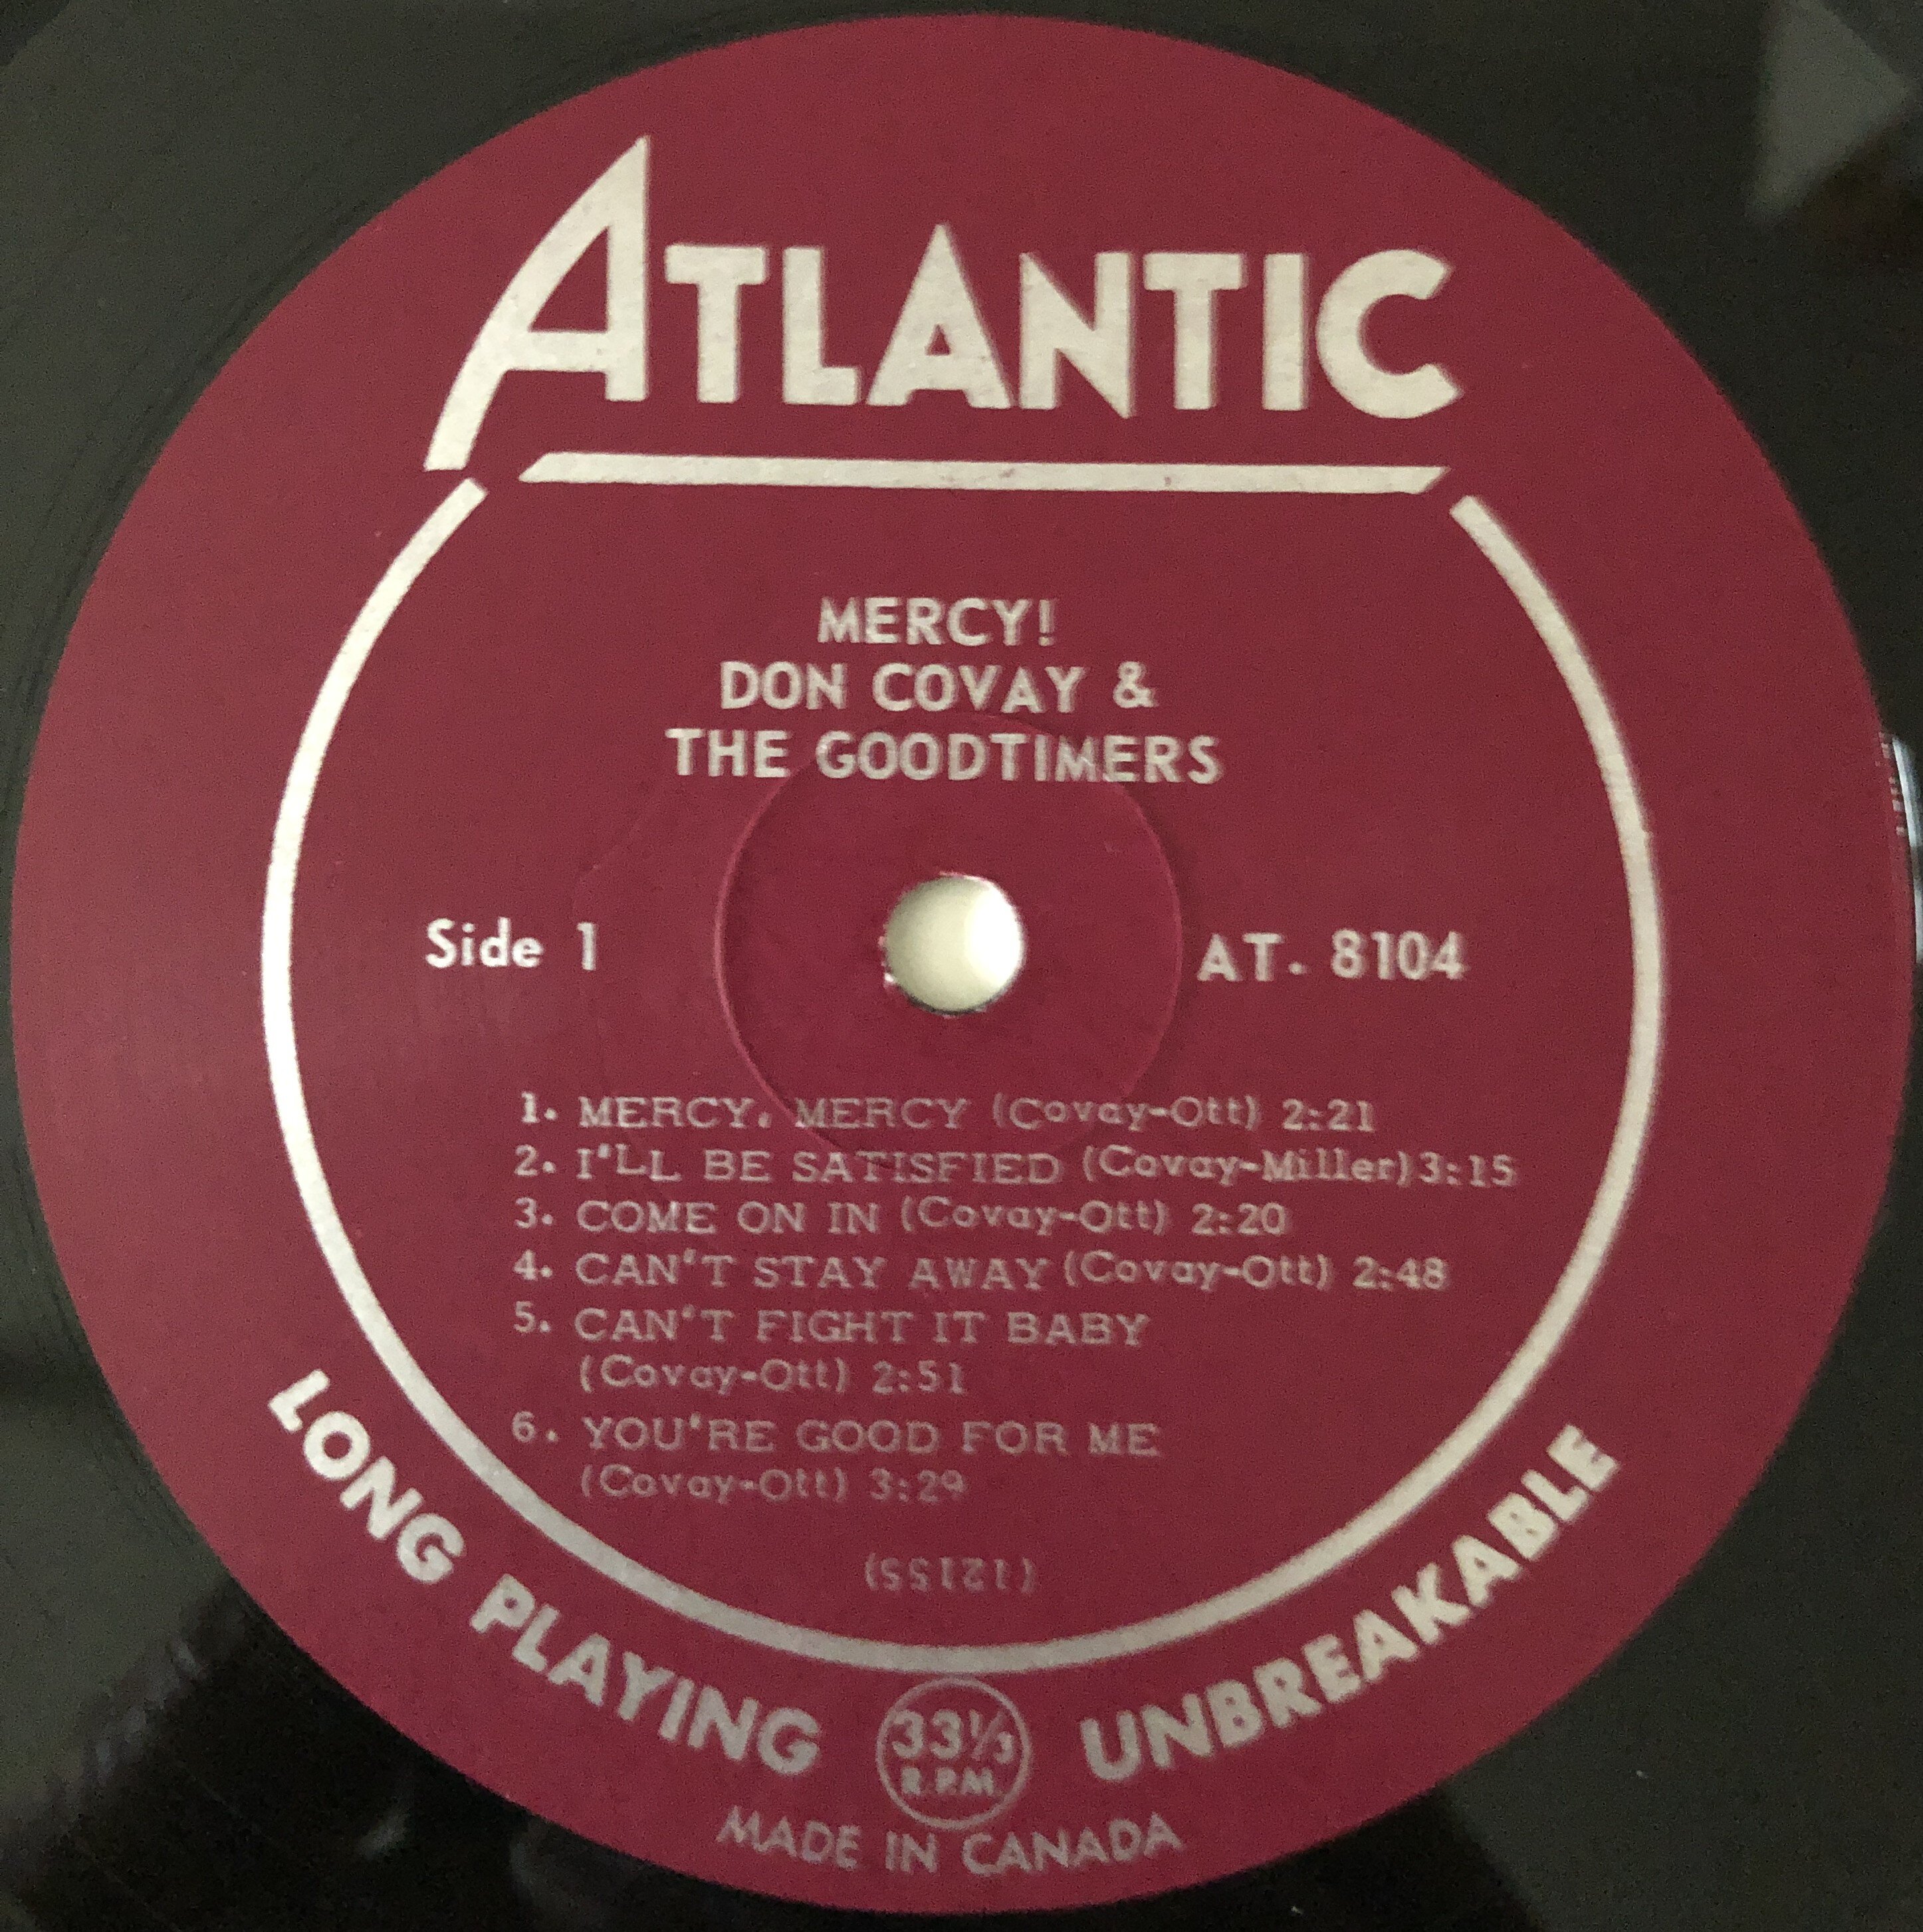 ATLANTIC
MERCY!
DON COVAY &
THE GOODTIMERS
Side 1
AT. 8104
1. MERCY, MERCY (Covay-Ott) 2:21
2. I'LL BE SATISFIED (Covay-Miller) 3:15
3. COME ON IN (Covay-Ott) 2:20
4. CAN'T STAY AWAY (Covay-Ott) 2:48
5. CAN'T FIGHT IT BABY
(Covay-Ott) 2:51
6. YOU'RE GOOD FOR ME
(Covay-Ott) 3:29
(12155)
LONG PLAYING
33⅓
R.P.M.
UNBREAKABLE
MADE IN CANADA